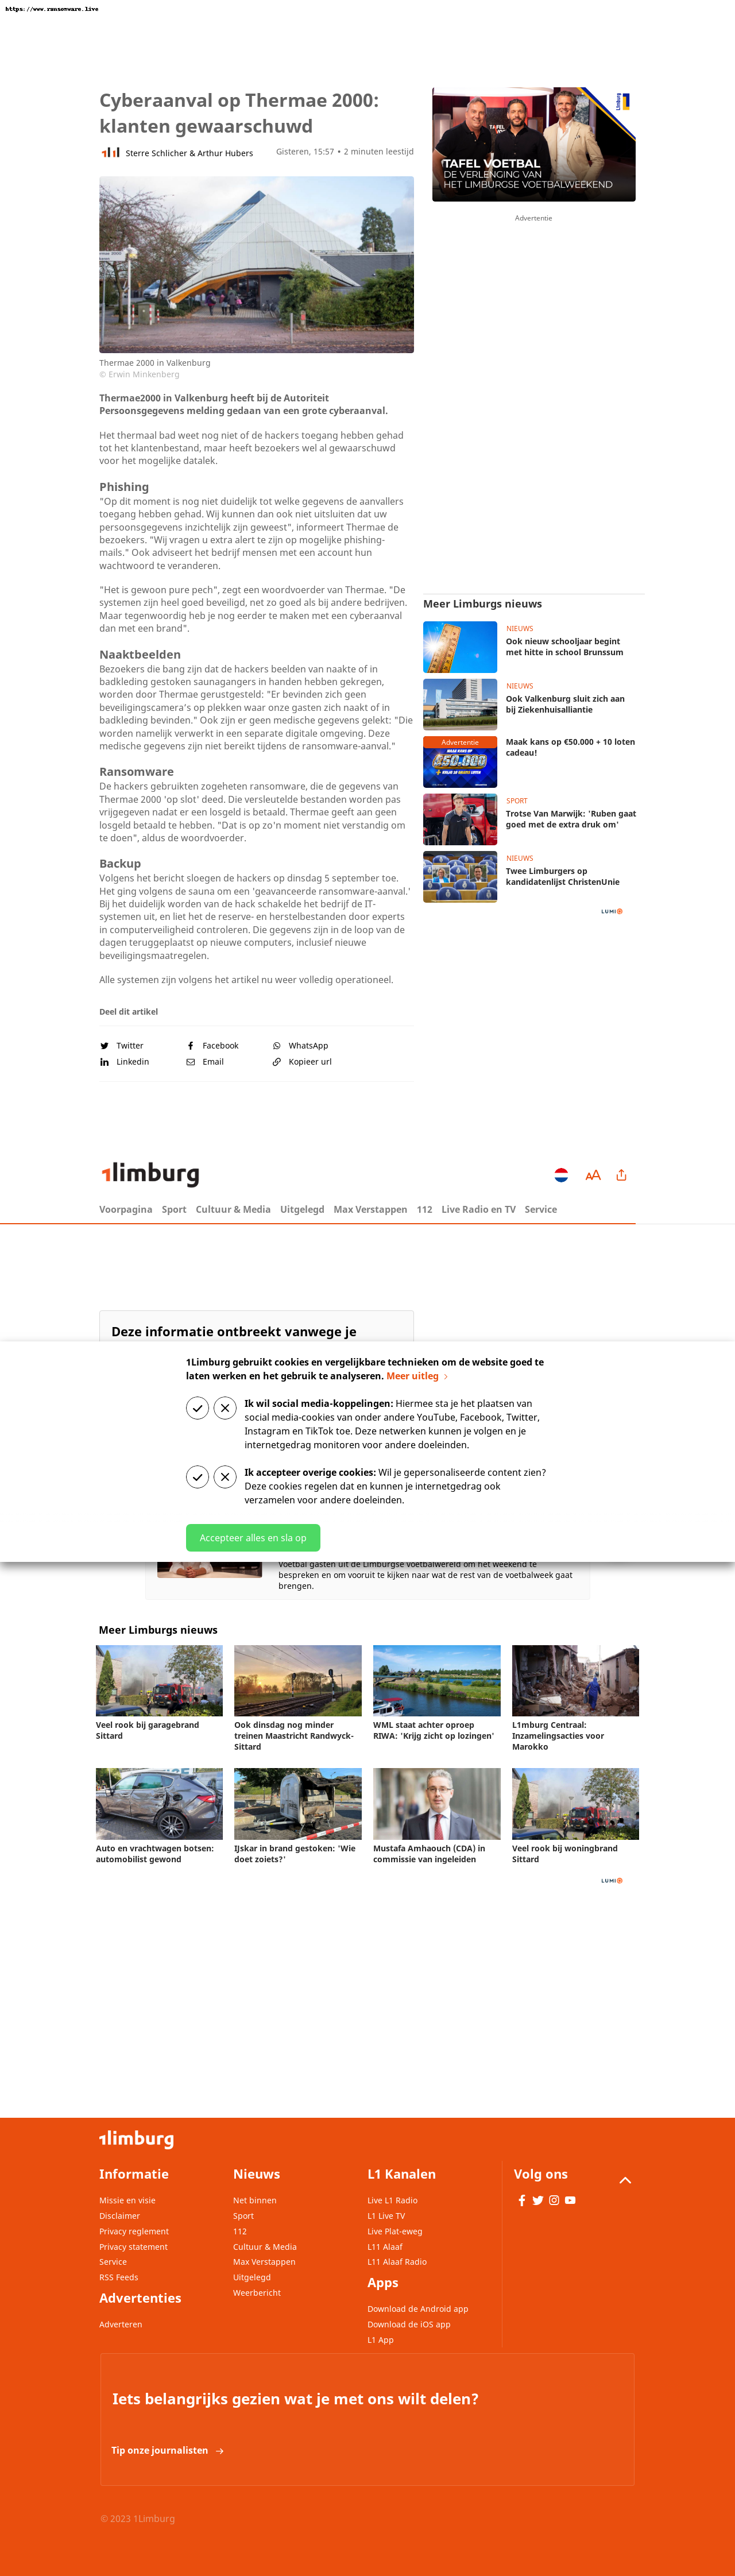 https://www.ransomware.live
Cyberaanval op Thermae 2000:
klanten gewaarschuwd
Sterre Schlicher & Arthur Hubers
Gisteren, 15:57 • 2 minuten leestijd
Limburg
TAFEL VOETBAL
DE VERLENGING VAN
HET LIMBURGSE VOETBALWEEKEND
Advertentie
Thermae 2000 in Valkenburg
© Erwin Minkenberg
Thermae2000 in Valkenburg heeft bij de Autoriteit
Persoonsgegevens melding gedaan van een grote cyberaanval.
Het thermaal bad weet nog niet of de hackers toegang hebben gehad
tot het klantenbestand, maar heeft bezoekers wel al gewaarschuwd
voor het mogelijke datalek.
Phishing
"Op dit moment is nog niet duidelijk tot welke gegevens de aanvallers
toegang hebben gehad. Wij kunnen dan ook niet uitsluiten dat uw
persoonsgegevens inzichtelijk zijn geweest", informeert Thermae de
bezoekers. "Wij vragen u extra alert te zijn op mogelijke phishing-
mails." Ook adviseert het bedrijf mensen met een account hun
wachtwoord te veranderen.
"Het is gewoon pure pech", zegt een woordvoerder van Thermae. "De
systemen zijn heel goed beveiligd, net zo goed als bij andere bedrijven.
Maar tegenwoordig heb je nog eerder te maken met een cyberaanval
dan met een brand".
Naaktbeelden
Bezoekers die bang zijn dat de hackers beelden van naakte of in
badkleding gestoken saunagangers in handen hebben gekregen,
worden door Thermae gerustgesteld: "Er bevinden zich geen
beveiligingscamera's op plekken waar onze gasten zich naakt of in
badkleding bevinden." Ook zijn er geen medische gegevens gelekt: "Die
worden namelijk verwerkt in een separate digitale omgeving. Deze
medische gegevens zijn niet bereikt tijdens de ransomware-aanval."
Ransomware
De hackers gebruikten zogeheten ransomware, die de gegevens van
Thermae 2000 'op slot' deed. Die versleutelde bestanden worden pas
vrijgegeven nadat er een losgeld is betaald. Thermae geeft aan geen
losgeld betaald te hebben. "Dat is op zo'n moment niet verstandig om
te doen", aldus de woordvoerder.
Backup
Volgens het bericht sloegen de hackers op dinsdag 5 september toe.
Het ging volgens de sauna om een 'geavanceerde ransomware-aanval.'
Bij het duidelijk worden van de hack schakelde het bedrijf de IT-
systemen uit, en liet het de reserve- en herstelbestanden door experts
in computerveiligheid controleren. Die gegevens zijn in de loop van de
dagen teruggeplaatst op nieuwe computers, inclusief nieuwe
beveiligingsmaatregelen.
Alle systemen zijn volgens het artikel nu weer volledig operationeel.
Meer Limburgs nieuws
NIEUWS
Ook nieuw schooljaar begint
met hitte in school Brunssum
NIEUWS
Ook Valkenburg sluit zich aan
bij Ziekenhuisalliantie
Advertentie
€50.000
Maak kans op €50.000 + 10 loten
cadeau!
SPORT
Trotse Van Marwijk: 'Ruben gaat
goed met de extra druk om'
NIEUWS
Twee Limburgers op
kandidatenlijst ChristenUnie
LUMI
Deel dit artikel
Twitter
Facebook
WhatsApp
Linkedin
Email
Kopieer url
1limburg
AA
Voorpagina Sport Cultuur & Media Uitgelegd Max Verstappen 112 Live Radio en TV Service
Deze informatie ontbreekt vanwege je
1Limburg gebruikt cookies en vergelijkbare technieken om de website goed te
laten werken en het gebruik te analyseren. Meer uitleg
Ik wil social media-koppelingen: Hiermee sta je het plaatsen van
social media-cookies van onder andere YouTube, Facebook, Twitter,
Instagram en TikTok toe. Deze netwerken kunnen je volgen en je
internetgedrag monitoren voor andere doeleinden.
Ik accepteer overige cookies: Wil je gepersonaliseerde content zien?
Deze cookies regelen dat en kunnen je internetgedrag ook
verzamelen voor andere doeleinden.
Accepteer alles en sla op
voetbal gasten uit de Limburgse voetbalwereld om het weekend te
bespreken en om vooruit te kijken naar wat de rest van de voetbalweek gaat
brengen.
Meer Limburgs nieuws
Veel rook bij garagebrand
Sittard
Ook dinsdag nog minder
treinen Maastricht Randwyck-
Sittard
WML staat achter oproep
RIWA: 'Krijg zicht op lozingen'
L1mburg Centraal:
Inzamelingsacties voor
Marokko
Auto en vrachtwagen botsen:
automobilist gewond
IJskar in brand gestoken: 'Wie
doet zoiets?'
Mustafa Amhaouch (CDA) in
commissie van ingeleiden
Veel rook bij woningbrand
Sittard
LUMI
1limburg
Informatie
Missie en visie
Disclaimer
Privacy reglement
Privacy statement
Service
RSS Feeds
Advertenties
Adverteren
Nieuws
Net binnen
Sport
112
Cultuur & Media
Max Verstappen
Uitgelegd
Weerbericht
L1 Kanalen
Live L1 Radio
L1 Live TV
Live Plat-eweg
L11 Alaaf
L11 Alaaf Radio
Apps
Download de Android app
Download de iOS app
L1 App
Volg ons
Iets belangrijks gezien wat je met ons wilt delen?
Tip onze journalisten
© 2023 1Limburg